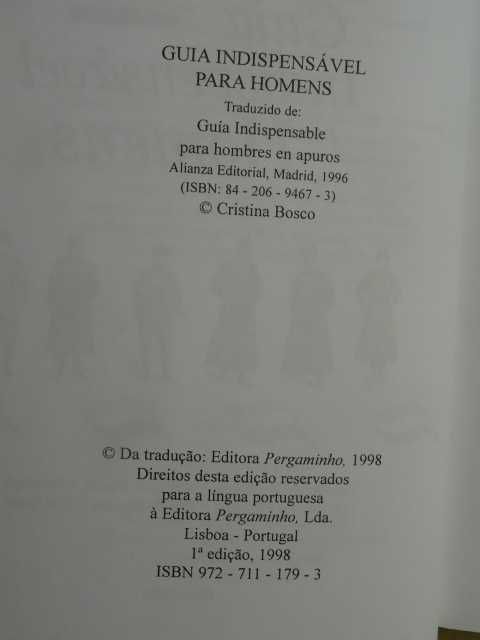 GUIA INDISPENSÁVEL
PARA HOMENS
Traduzido de:
Guía Indispensable
para hombres en apuros
Alianza Editorial, Madrid, 1996
(ISBN: 84 - 206 - 9467 - 3)
© Cristina Bosco
© Da tradução: Editora Pergaminho, 1998
Direitos desta edição reservados
para a língua portuguesa
à Editora Pergaminho, Lda.
Lisboa - Portugal
1ª edição, 1998
ISBN 972 - 711 - 179 - 3